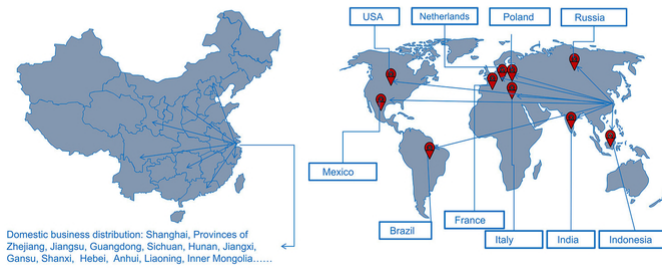 USA
Netherlands
Poland
Russia
Mexico
Brazil
France
Italy
India
Indonesia
Domestic business distribution: Shanghai, Provinces of
Zhejiang, Jiangsu, Guangdong, Sichuan, Hunan, Jiangxi,
Gansu, Shanxi, Hebei, Anhui, Liaoning, Inner Mongolia……